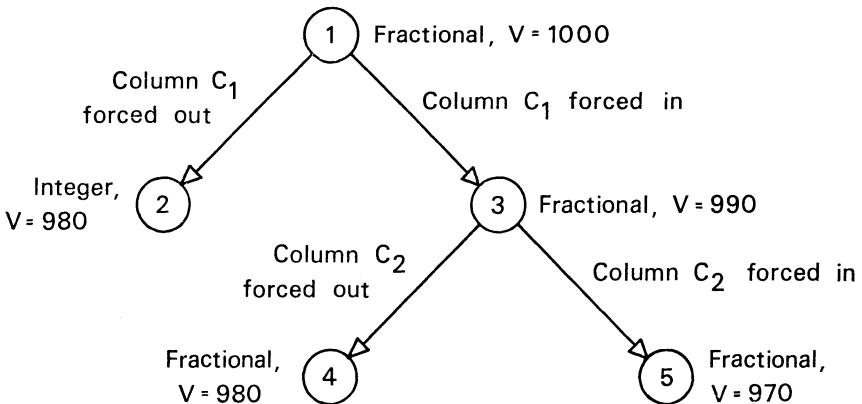 1 Fractional, V = 1000
Column C1
forced out
Column C1 forced in
Integer,
V = 980
2
3 Fractional, V = 990
Column C2
forced out
Column C2 forced in
Fractional,
V = 980
4
5
Fractional,
V = 970